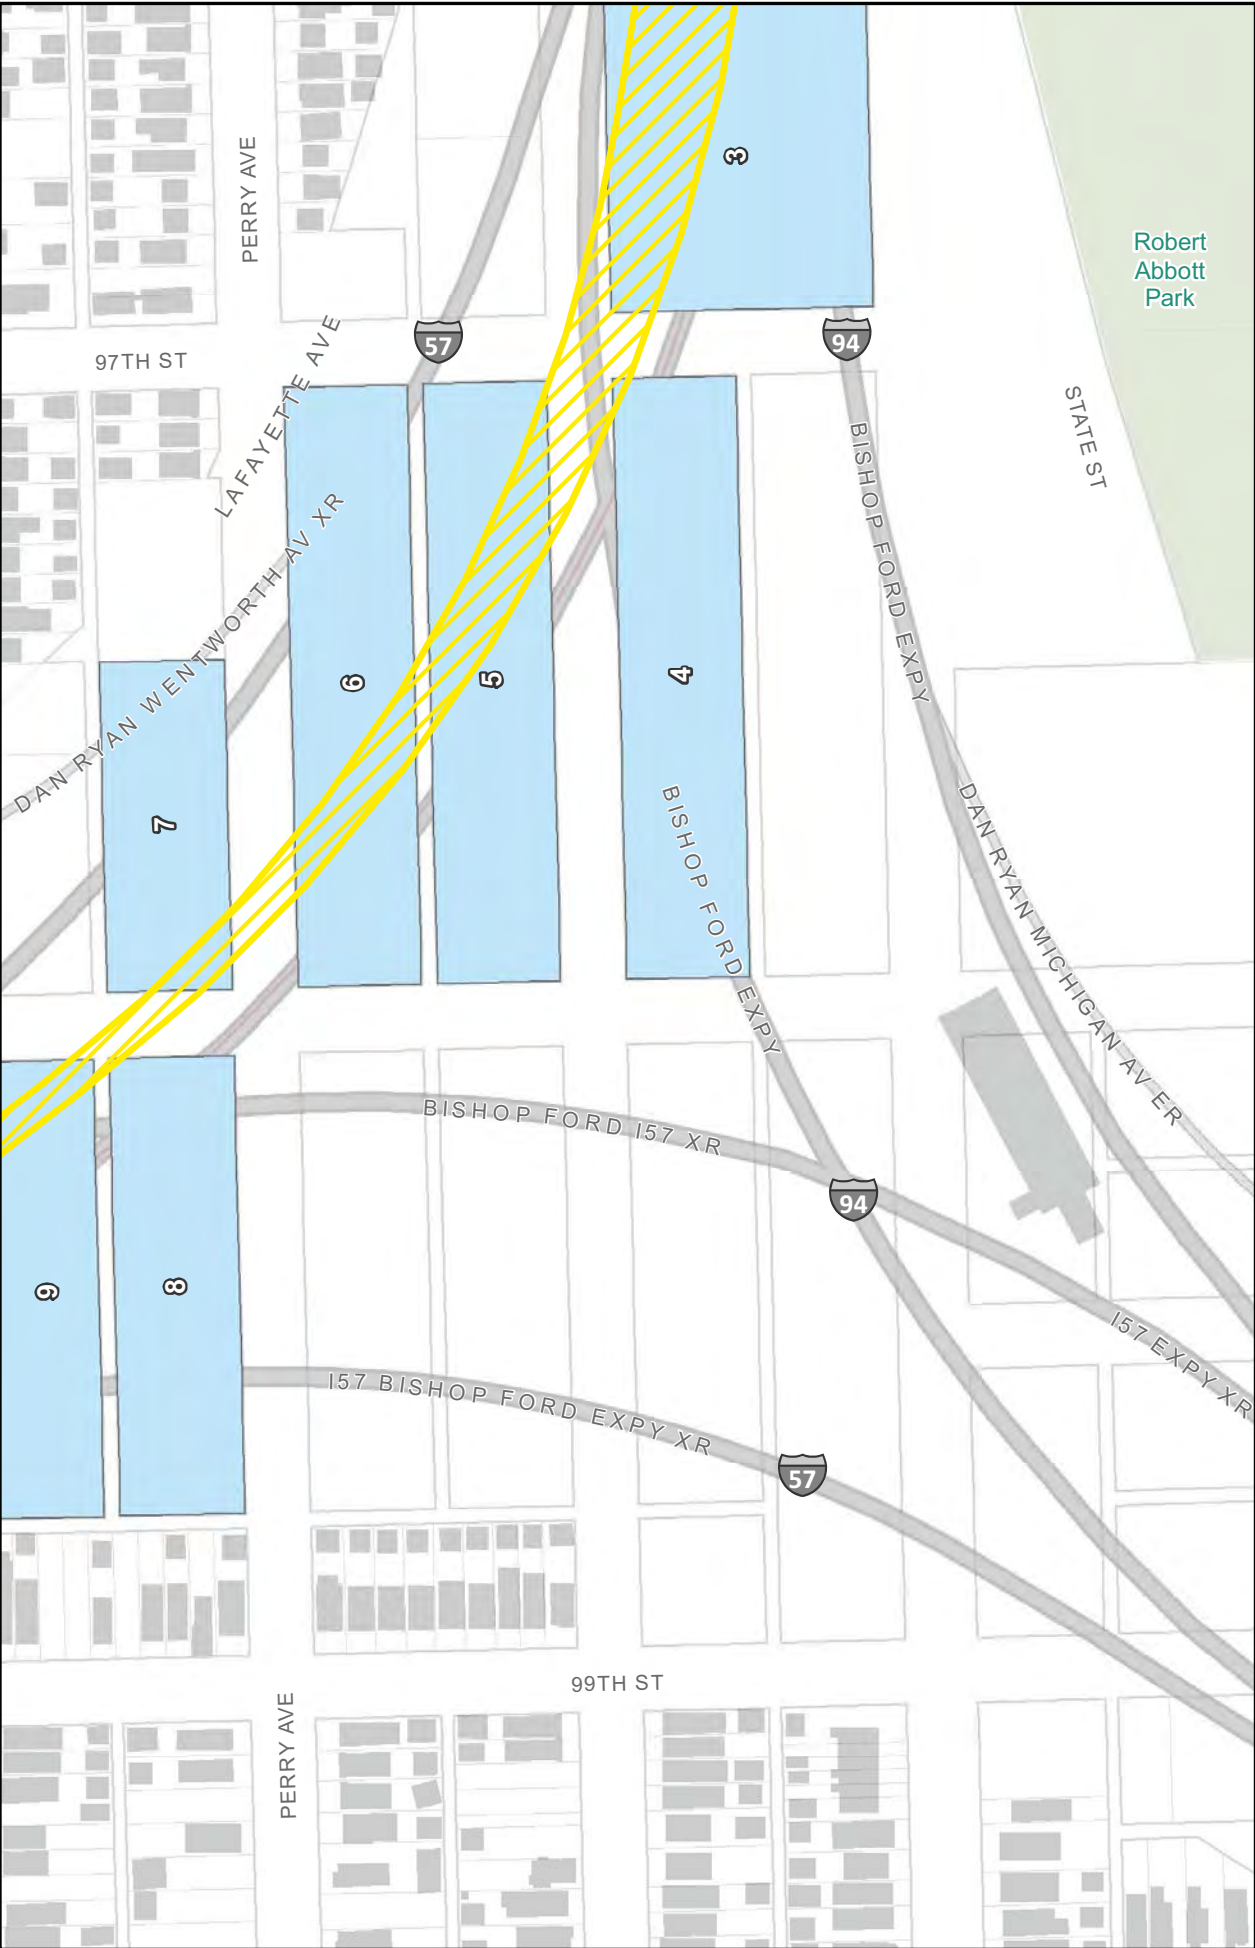 3
PERRY AVE
Robert
Abbott
Park
57
94
97TH ST
LAFAYETTE AVE
STATE ST
BISHOP FORD EXPY
DAN RYAN WENTWORTH AV XR
6
5
4
7
BISHOP FORD EXPY
DAN RYAN MICHIGAN AV ER
BISHOP FORD I57 XR
94
9
8
I57 EXPY XR
I57 BISHOP FORD EXPY XR
57
99TH ST
PERRY AVE